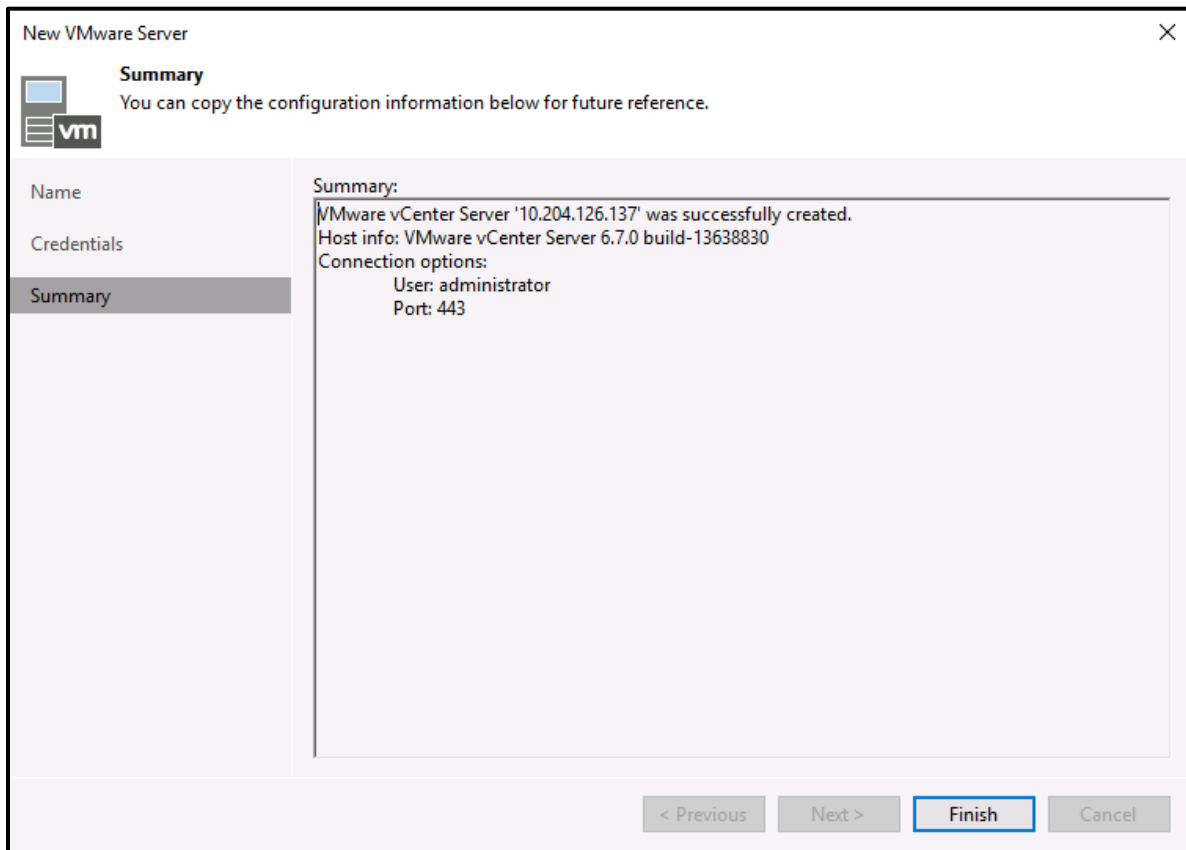 New VMware Server
Summary
You can copy the configuration information below for future reference.
vm
Name
Credentials
Summary
Summary:
VMware vCenter Server '10.204.126.137' was successfully created.
Host info: VMware vCenter Server 6.7.0 build-13638830
Connection options:
User: administrator
Port: 443
< Previous
Next >
Finish
Cancel